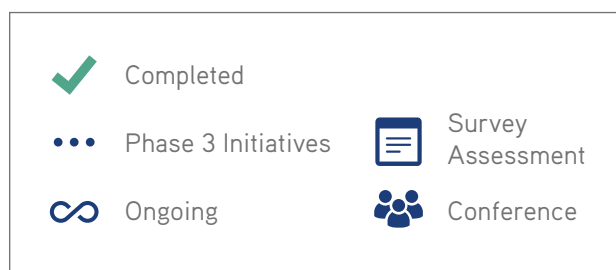 Completed
Phase 3 Initiatives
Ongoing
Survey
Assessment
Conference